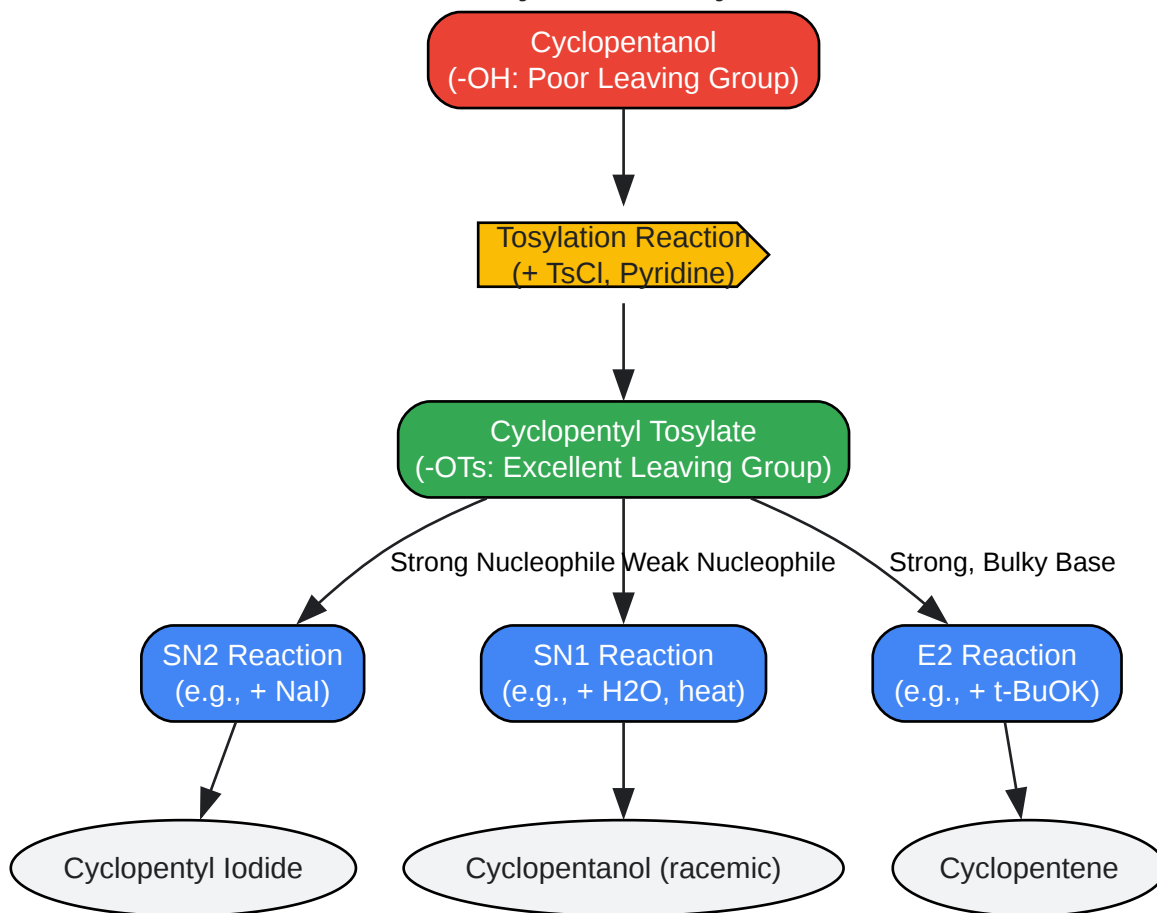 Cyclopentanol
(-OH: Poor Leaving Group)
Tosylation Reaction
(+ TsCl, Pyridine)
Cyclopentyl Tosylate
(-OTs: Excellent Leaving Group)
Strong Nucleophile
Weak Nucleophile
Strong, Bulky Base
SN2 Reaction
(e.g., + NaI)
SN1 Reaction
(e.g., + H2O, heat)
E2 Reaction
(e.g., + t-BuOK)
Cyclopentyl Iodide
Cyclopentanol (racemic)
Cyclopentene